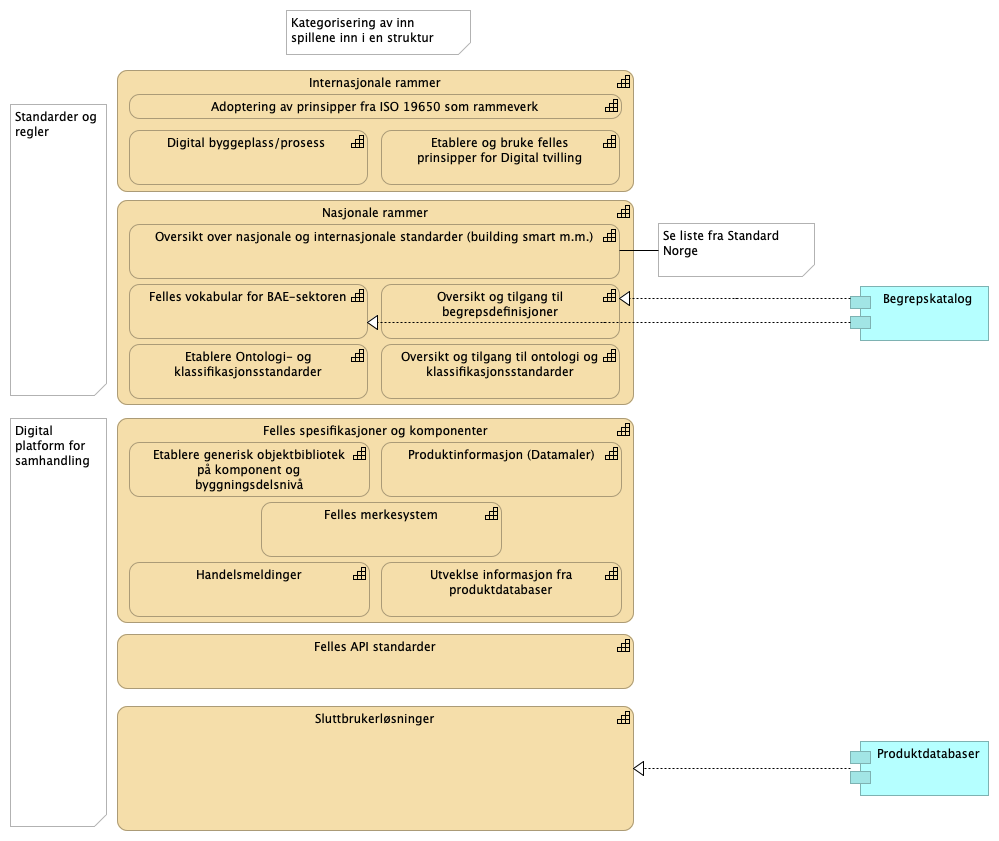 Kategorisering av inn
spillene inn i en struktur
Standarder og
regler
Internasjonale rammer
Adoptering av prinsipper fra ISO 19650 som rammeverk
Digital byggeplass/prosess
Etablere og bruke felles
prinsipper for Digital tvilling
Nasjonale rammer
Oversikt over nasjonale og internasjonale standarder (building smart m.m.)
Se liste fra Standard
Norge
Felles vokabular for BAE-sektoren
Oversikt og tilgang til
begrepsdefinisjoner
Begrepskatalog
Etablere Ontologi- og
klassifikasjonsstandarder
Oversikt og tilgang til ontologi og
klassifikasjonsstandarder
Digital
platform for
samhandling
Felles spesifikasjoner og komponenter
Etablere generisk objektbibliotek
på komponent og
byggningsdelsnivå
Produktinformasjon (Datamaler)
Felles merkesystem
Handelsmeldinger
Utveklse informasjon fra
produktdatabaser
Felles API standarder
Sluttbrukerløsninger
Produktdatabaser